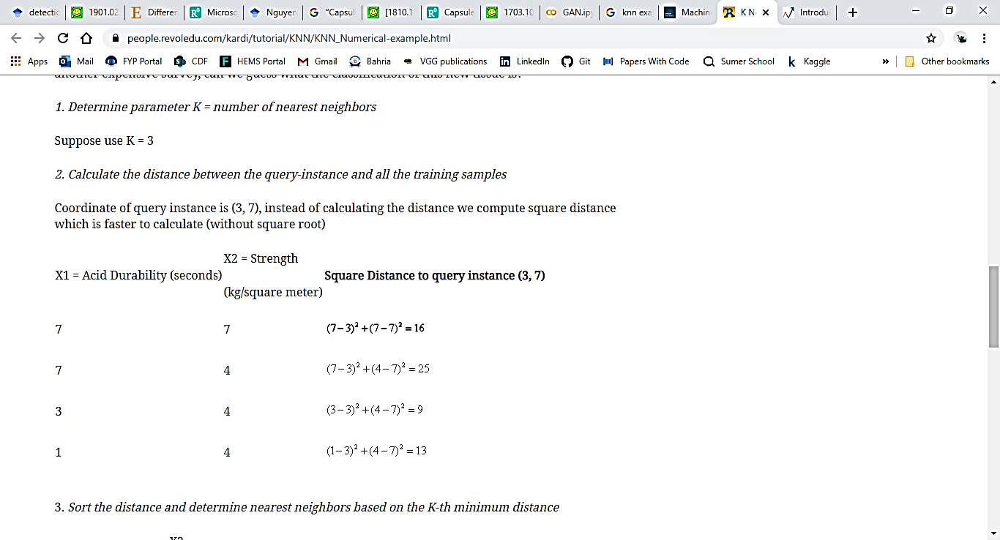 detectic 1901.02 Differen Microsc Nguyen "Capsul [1810.1 Capsule 1703.10 GAN.ip knn exa Machin K N Introdu
people.revoledu.com/kardi/tutorial/KNN/KNN_Numerical-example.html
Apps Mail FYP Portal CDF HEMS Portal Gmail Bahria VGG publications LinkedIn Git Papers With Code Sumer School Kaggle » Other bookmarks
1. Determine parameter K = number of nearest neighbors
Suppose use K = 3
2. Calculate the distance between the query-instance and all the training samples
Coordinate of query instance is (3, 7), instead of calculating the distance we compute square distance
which is faster to calculate (without square root)
X2 = Strength
X1 = Acid Durability (seconds) Square Distance to query instance (3, 7)
(kg/square meter)
7 7 (7−3)² +(7−7)² = 16
7 4 (7−3)² +(4−7)² = 25
3 4 (3−3)² +(4−7)² = 9
1 4 (1−3)² +(4−7)² = 13
3. Sort the distance and determine nearest neighbors based on the K-th minimum distance